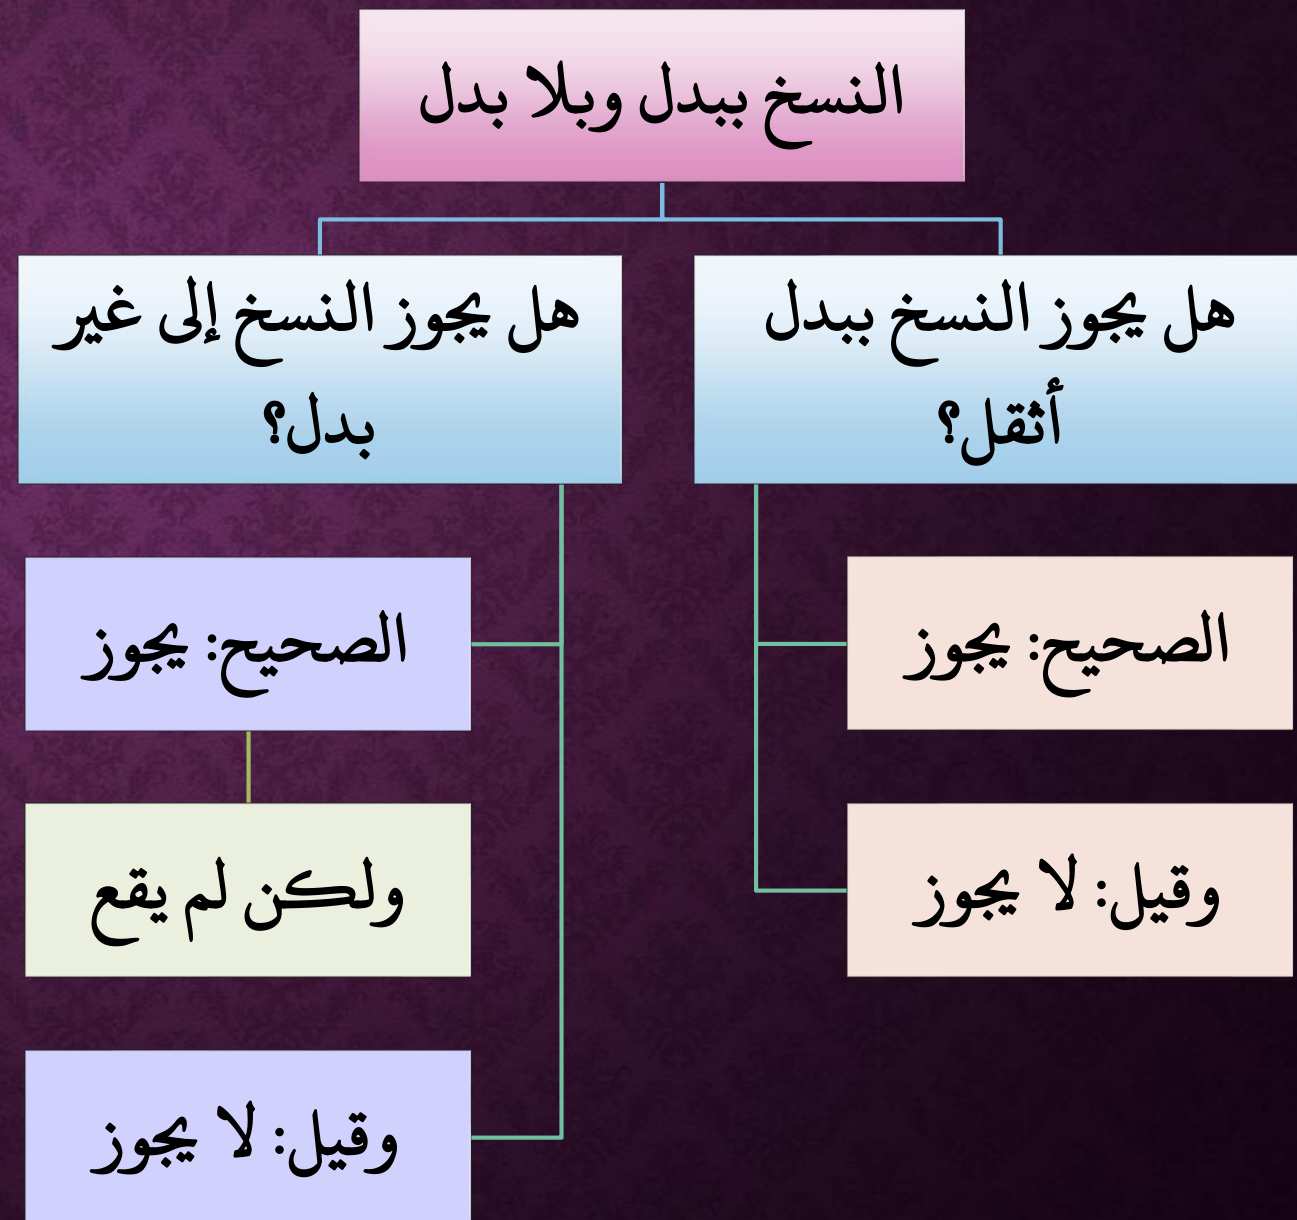 النسخ ببدل وبلا بدل
هل يجوز النسخ ببدل
أثقل؟
الصحيح: يجوز
وقيل: لا يجوز
هل يجوز النسخ إلى غير
بدل؟
الصحيح: يجوز
ولكن لم يقع
وقيل: لا يجوز